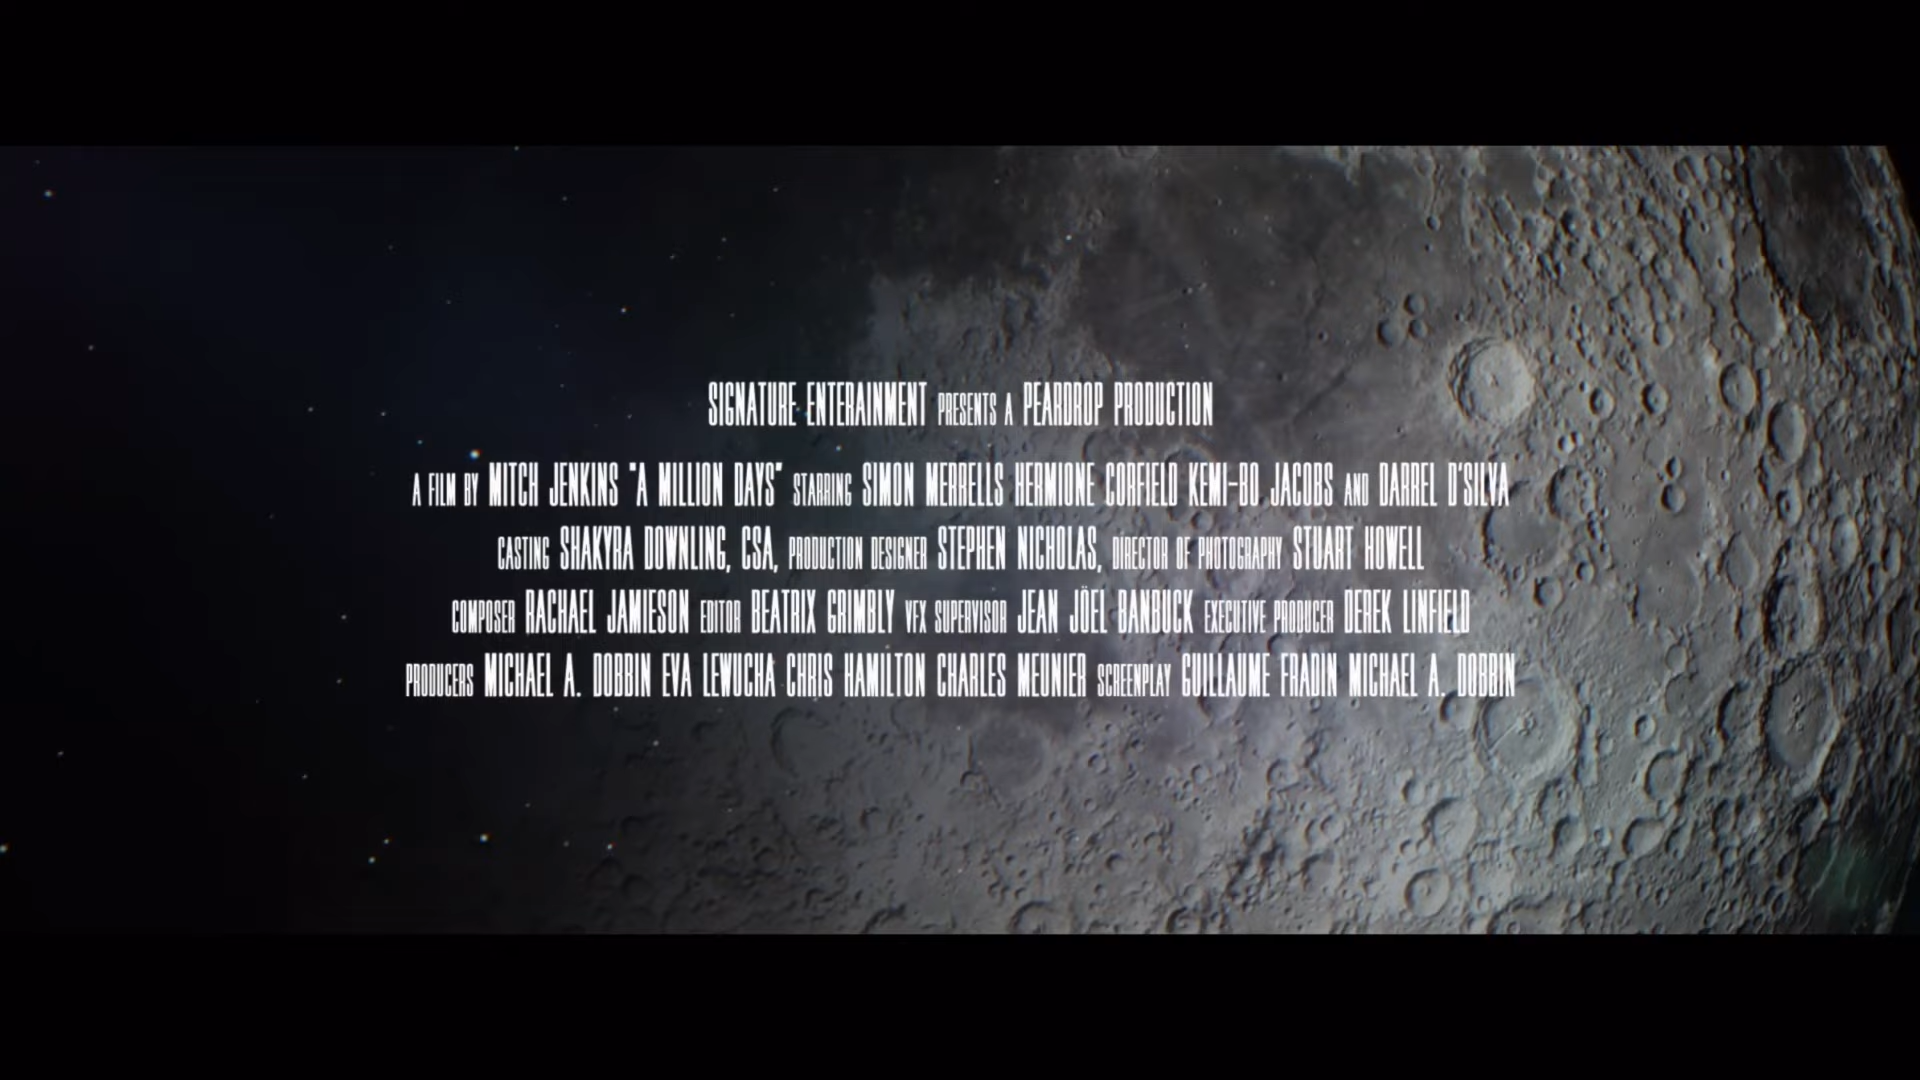 SIGNATURE ENTERAINMENT PRESENTS A PEARDROP PRODUCTION
A FILM BY MITCH JENKINS "A MILLION DAYS" STARRING SIMON MERRELLS HERMIONE CORFIELD KEMI-BO JACOBS AND DARREL D'SILVA
CASTING SHAKYRA DOWNLING, CSA, PRODUCTION DESIGNER STEPHEN NICHOLAS, DIRECTOR OF PHOTOGRAPHY STUART HOWELL
COMPOSER RACHAEL JAMIESON EDITOR BEATRIX GRIMBLY VFX SUPERVISOR JEAN JÖEL BANBUCK EXECUTIVE PRODUCER DEREK LINFIELD
PRODUCERS MICHAEL A. DOBBIN EVA LEWUCHA CHRIS HAMILTON CHARLES MEUNIER SCREENPLAY GUILLAUME FRADIN MICHAEL A. DOBBIN